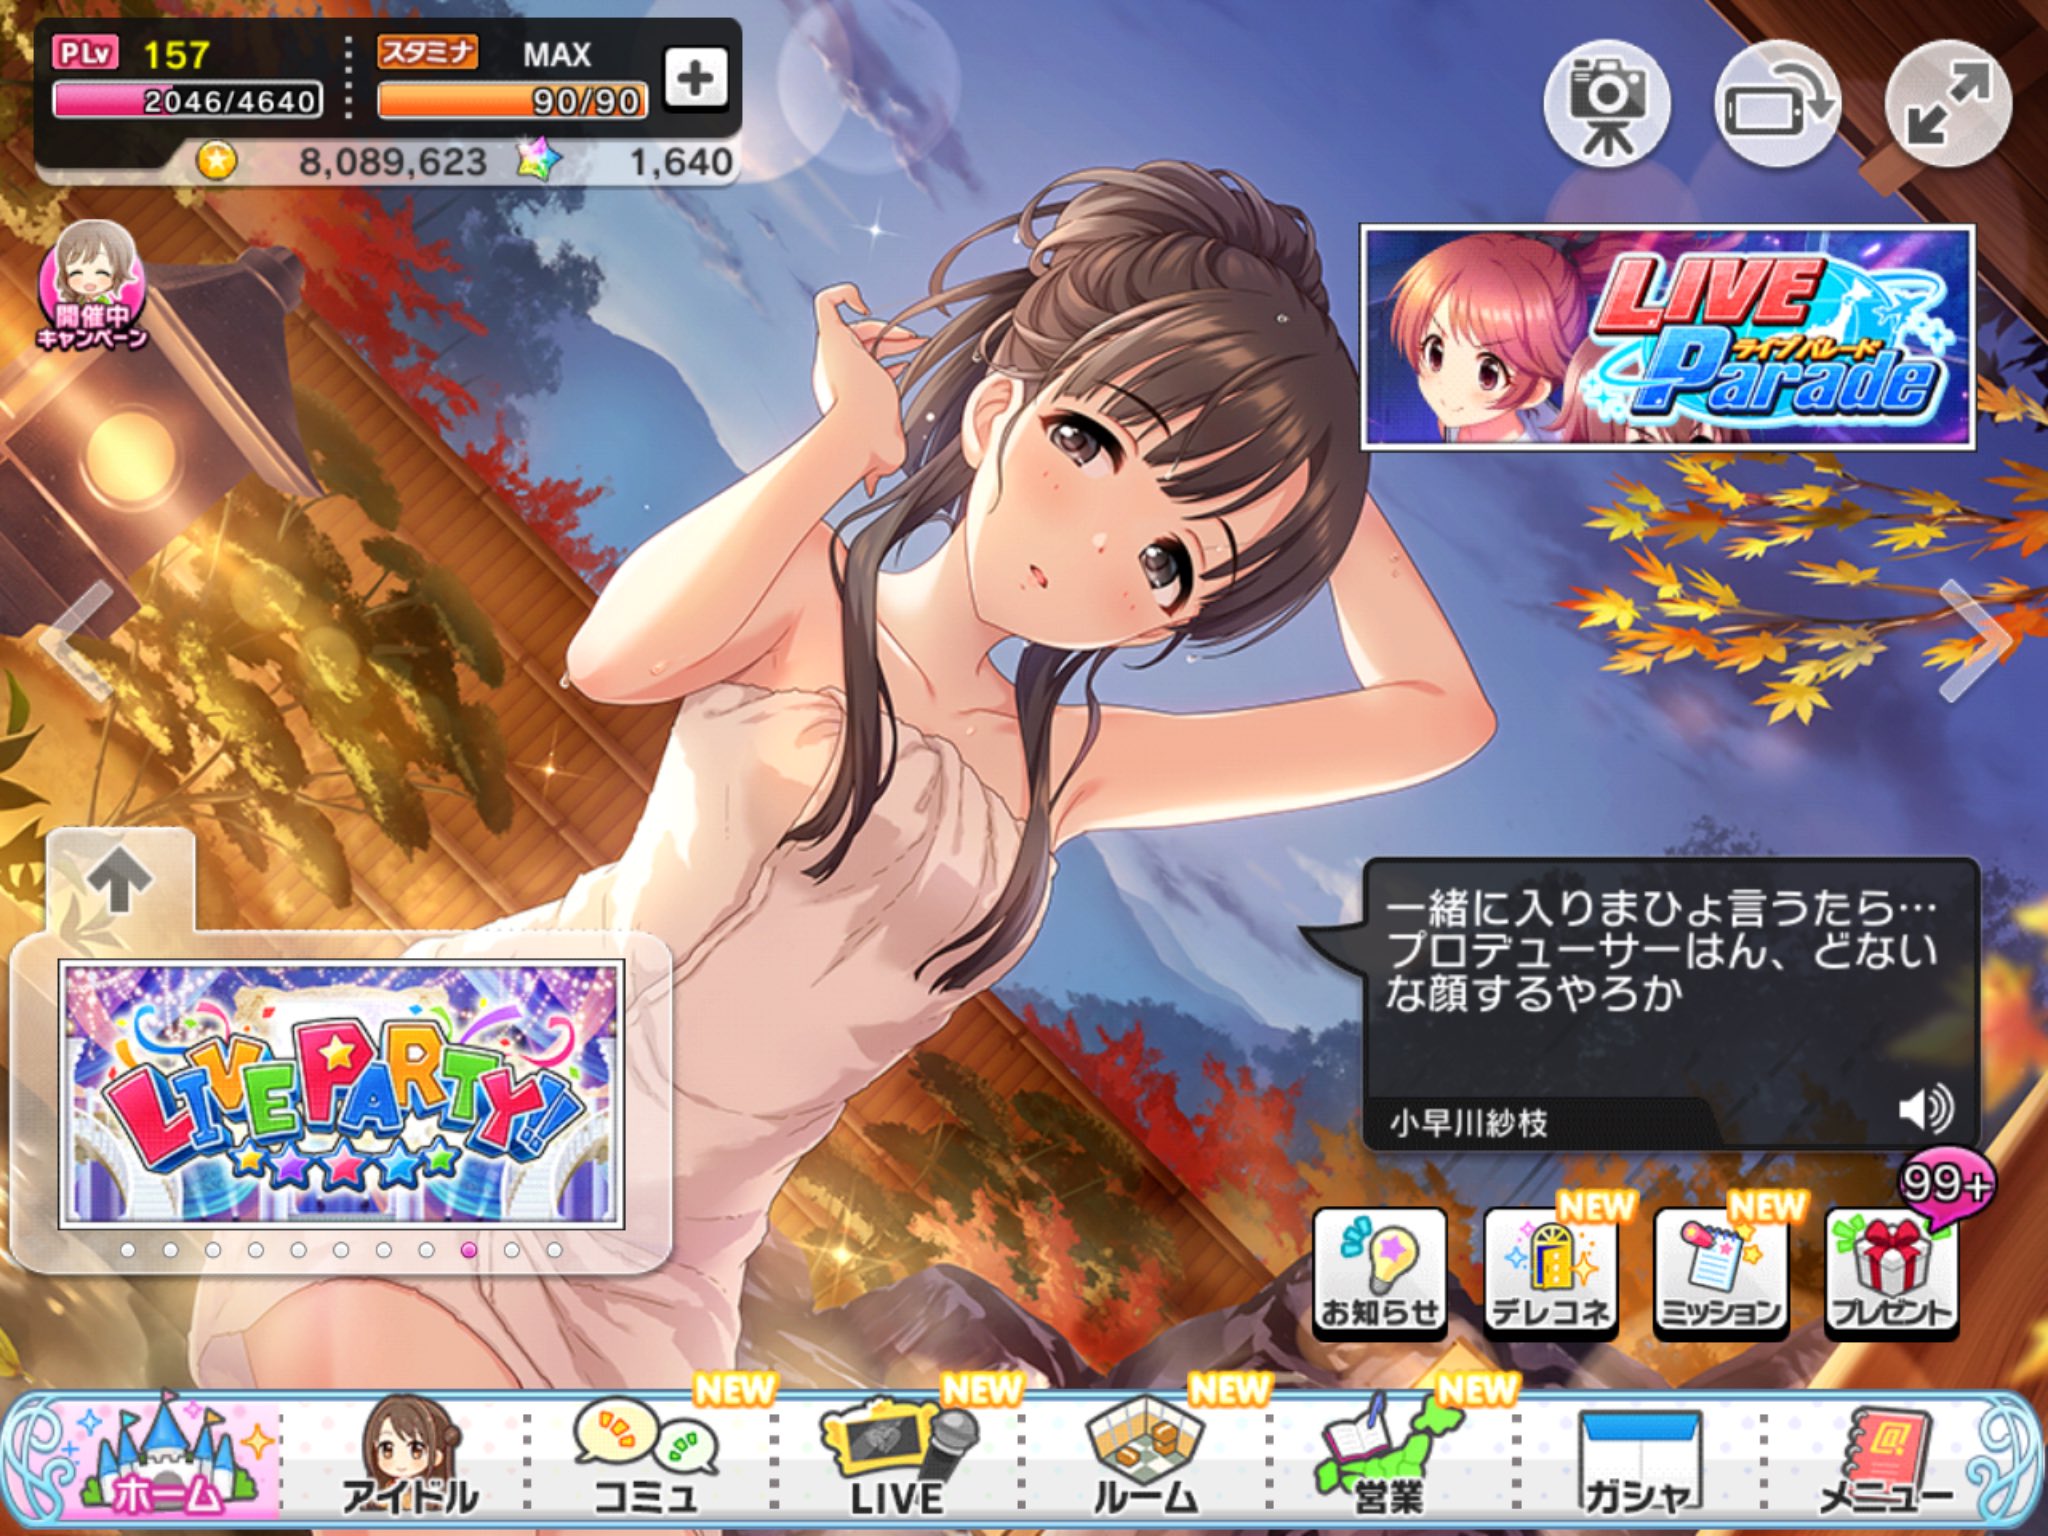 PLv 157
2046/4640
スタミナ MAX
90/90
8,089,623
1,640
開催中
キャンペーン
LIVE
ライブパレード
Parade
一緒に入りまひょ言うたら…
プロデューサーはん、どない
な顔するやろか
小早川紗枝
LIVE PARTY!!
99+
お知らせ
NEW
デレコネ
NEW
ミッション
プレゼント
ホーム
アイドル
NEW
コミュ
NEW
LIVE
NEW
ルーム
NEW
営業
ガシャ
メニュー